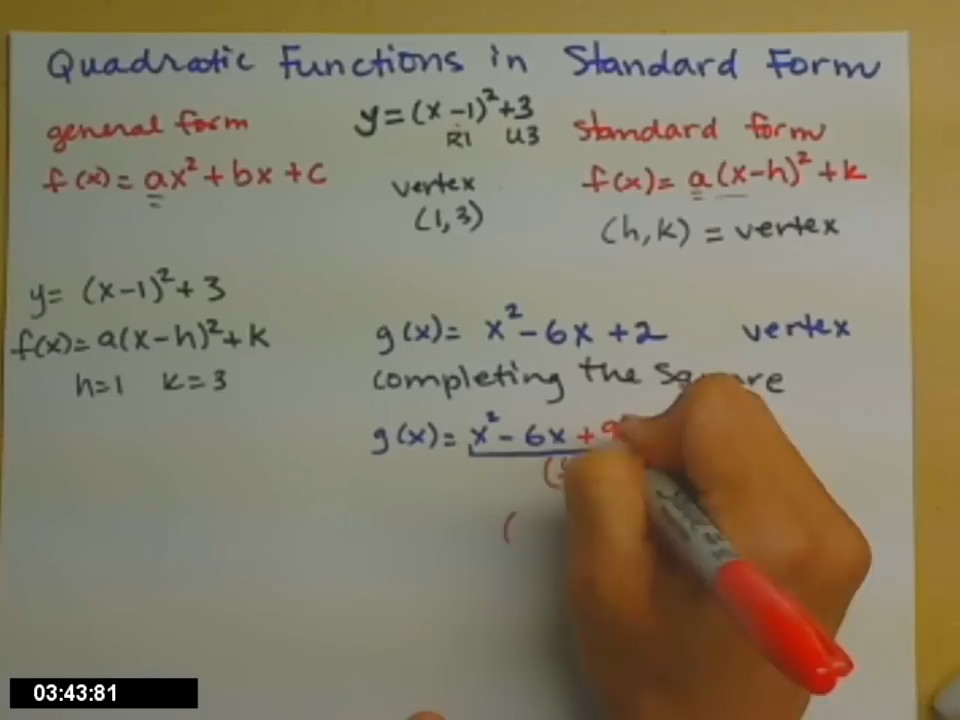 Quadratic Functions in Standard Form
general form
f(x) = ax² + bx + c
y = (x - 1)² + 3
R1 U3
vertex
(1, 3)
standard form
f(x) = a(x-h)² + k
(h, k) = vertex
y = (x-1)² + 3
f(x) = a(x-h)² + k
h=1 k=3
g(x) = x² - 6x + 2 vertex
completing the square
g(x) = x² - 6x + 9
(
(
03:43:81